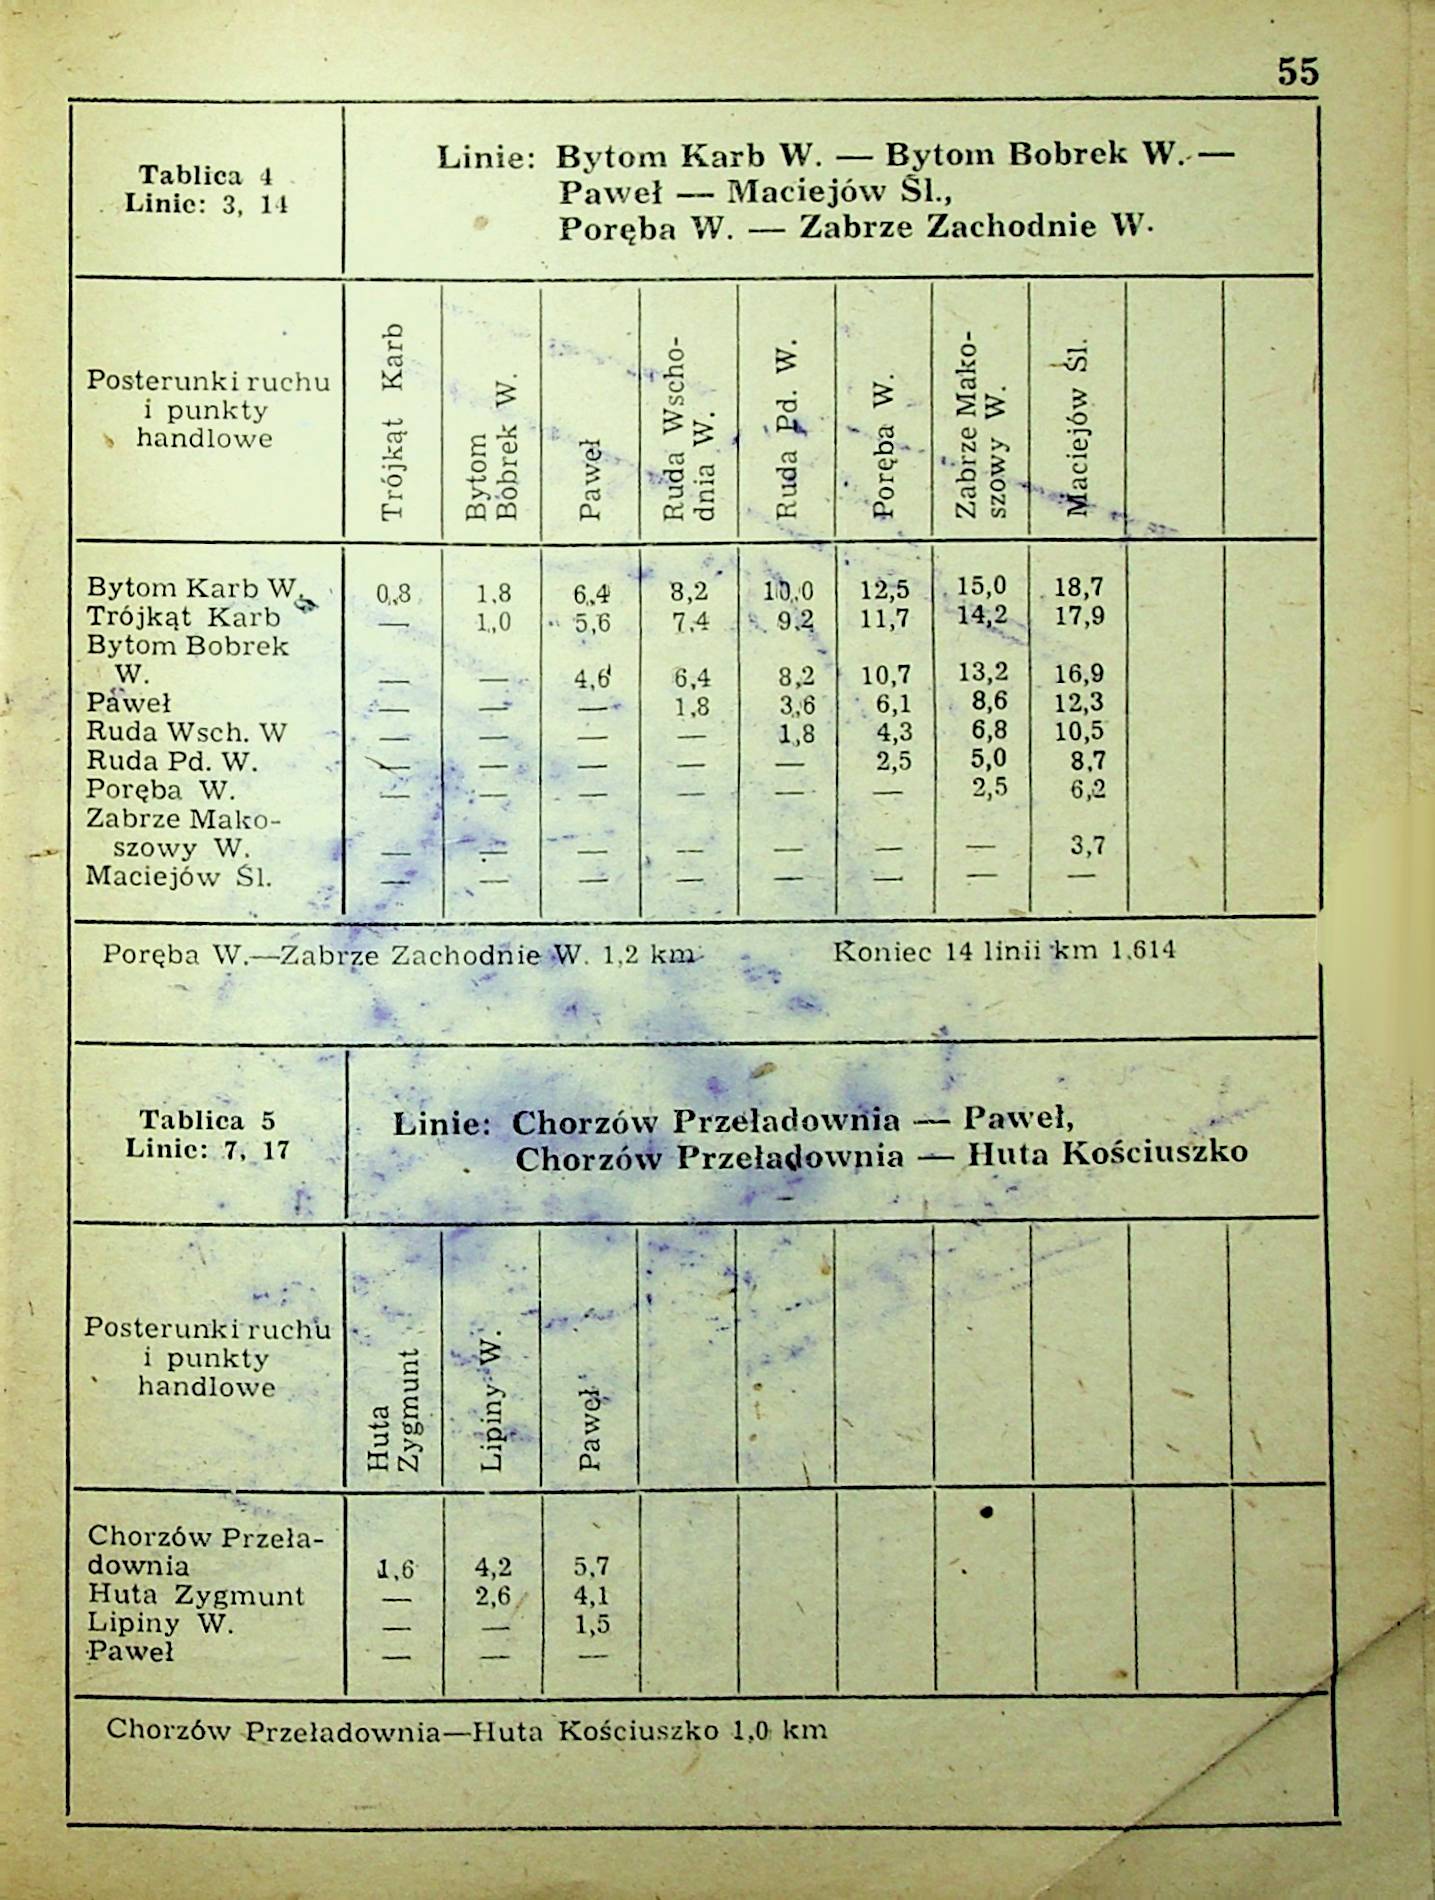 55
Tablica 4
Linie: 3, 14
Linie: Bytom Karb W. — Bytom Bobrek W. —
Paweł — Maciejów Śl.,
Poręba W. — Zabrze Zachodnie W.
Posterunki ruchu
i punkty
handlowe
Trójkąt Karb
Bytom
Bobrek W.
Paweł
Ruda Wscho-
dnia W.
Ruda Pd. W.
Poręba W.
Zabrze Mako-
szowy W.
Maciejów Śl.
Bytom Karb W. 0,8 1,8 6,4 8,2 10,0 12,5 15,0 18,7
Trójkąt Karb — 1,0 5,6 7,4 9,2 11,7 14,2 17,9
Bytom Bobrek
W. — — 4,6 6,4 8,2 10,7 13,2 16,9
Paweł — — — 1,8 3,6 6,1 8,6 12,3
Ruda Wsch. W — — — — 1,8 4,3 6,8 10,5
Ruda Pd. W. — — — — — 2,5 5,0 8,7
Poręba W. — — — — — — 2,5 6,2
Zabrze Mako-
szowy W. — — — — — — — 3,7
Maciejów Śl. — — — — — — — —
Poręba W.—Zabrze Zachodnie W. 1,2 km Koniec 14 linii km 1.614
Tablica 5
Linie: 7, 17
Linie: Chorzów Przeładownia — Paweł,
Chorzów Przeładownia — Huta Kościuszko
Posterunki ruchu
i punkty
handlowe
Huta
Zygmunt
Lipiny W.
Paweł
Chorzów Przeła-
downia 1,6 4,2 5,7
Huta Zygmunt — 2,6 4,1
Lipiny W. — — 1,5
Paweł — — —
Chorzów Przeładownia—Huta Kościuszko 1,0 km